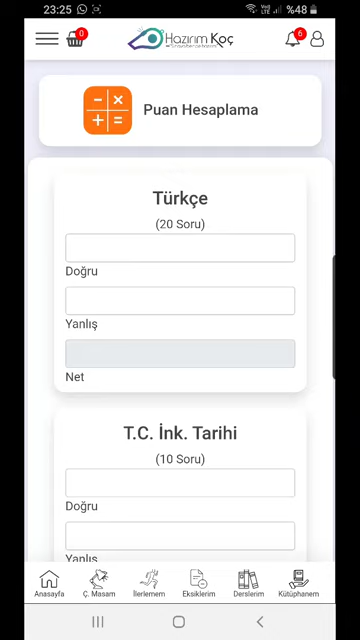 23:25
%48
0
Hazırım Koç
6
Puan Hesaplama
Türkçe
(20 Soru)
Doğru
Yanlış
Net
T.C. İnk. Tarihi
(10 Soru)
Doğru
Yanlış
Anasayfa Ç. Masam İlerlemem Eksiklerim Derslerim Kütüphanem